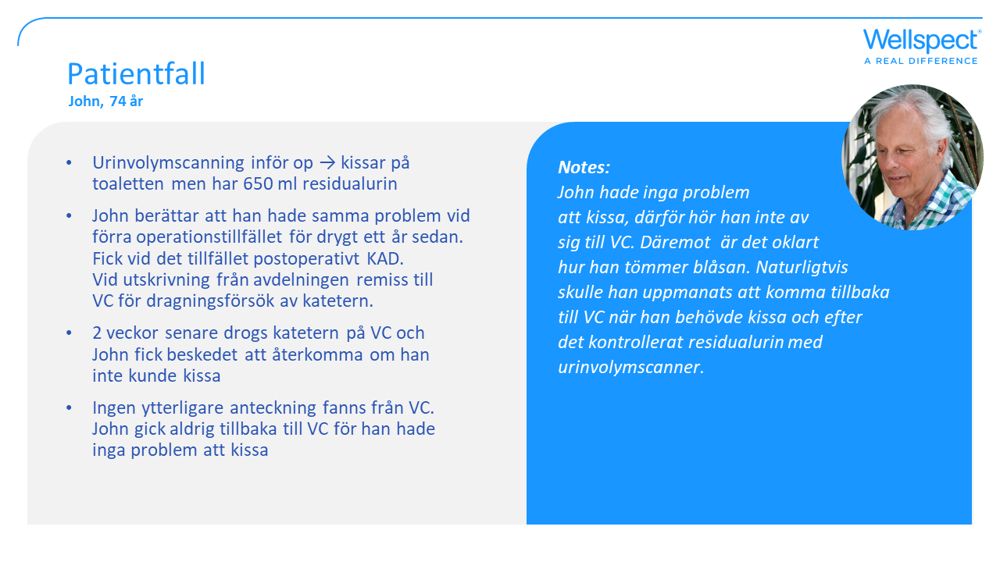 Wellspect®
A REAL DIFFERENCE
Patientfall
John, 74 år
• Urinvolymscanning inför op → kissar på
toaletten men har 650 ml residualurin
• John berättar att han hade samma problem vid
förra operationstillfället för drygt ett år sedan.
Fick vid det tillfället postoperativt KAD.
Vid utskrivning från avdelningen remiss till
VC för dragningsförsök av katetern.
• 2 veckor senare drogs katetern på VC och
John fick beskedet att återkomma om han
inte kunde kissa
• Ingen ytterligare anteckning fanns från VC.
John gick aldrig tillbaka till VC för han hade
inga problem att kissa
Notes:
John hade inga problem
att kissa, därför hör han inte av
sig till VC. Däremot är det oklart
hur han tömmer blåsan. Naturligtvis
skulle han uppmanats att komma tillbaka
till VC när han behövde kissa och efter
det kontrollerat residualurin med
urinvolymscanner.